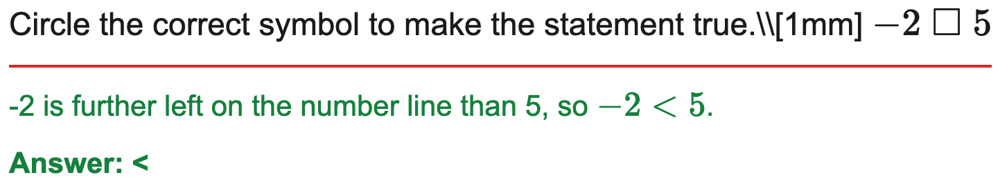 Circle the correct symbol to make the statement true.\\[1mm] −2 □ 5
-2 is further left on the number line than 5, so −2 < 5.
Answer: <